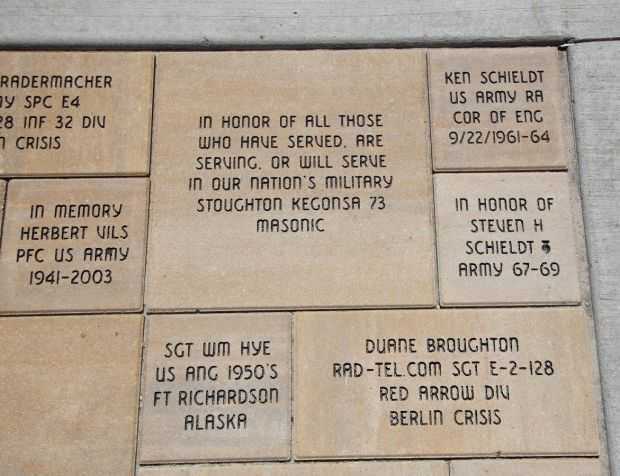 RADERMACHER
SPC E4
28 INF 32 DIV
CRISIS
IN HONOR OF ALL THOSE
WHO HAVE SERVED, ARE
SERVING, OR WILL SERVE
IN OUR NATION'S MILITARY
STOUGHTON KEGONSA 73
MASONIC
KEN SCHIELDT
US ARMY RA
COR OF ENG
9/22/1961-64
IN MEMORY
HERBERT VILS
PFC US ARMY
1941-2003
IN HONOR OF
STEVEN H
SCHIELDT
ARMY 67-69
SGT WM HYE
US ANG 1950'S
FT RICHARDSON
ALASKA
DUANE BROUGHTON
RAD-TEL.COM SGT E-2-128
RED ARROW DIV
BERLIN CRISIS